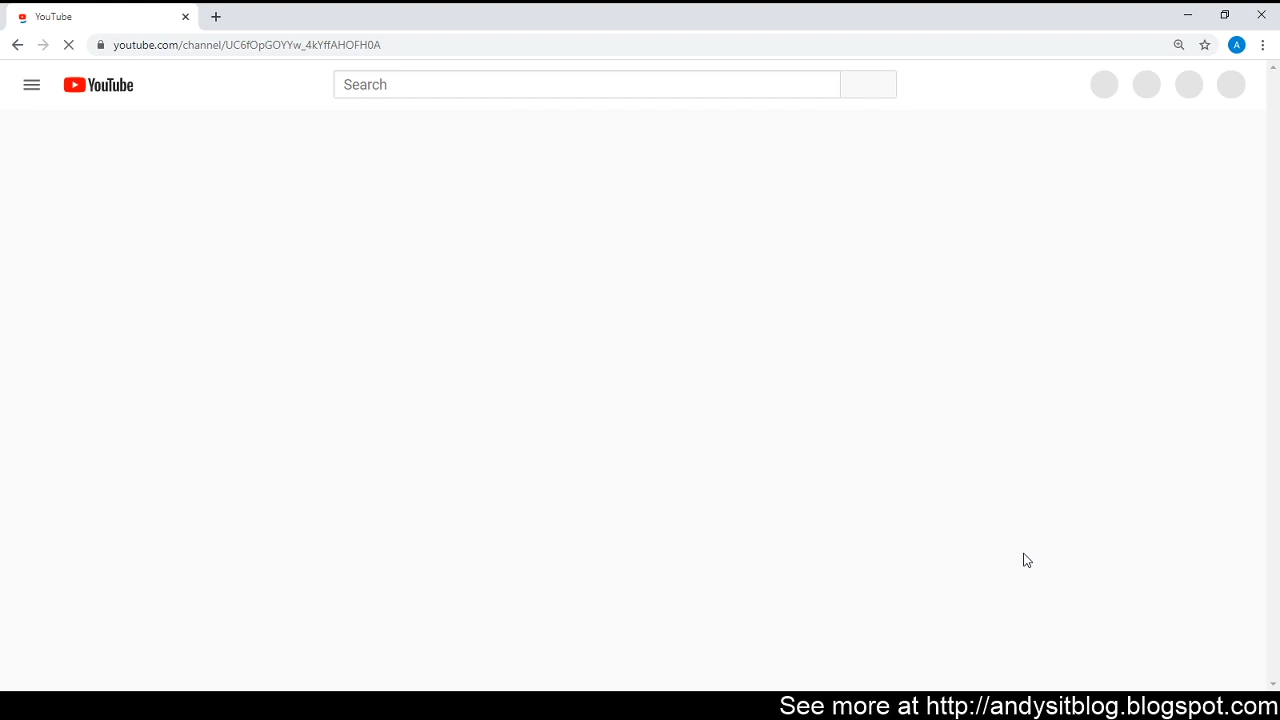 YouTube
youtube.com/channel/UC6fOpGOYYw_4kYffAHOFH0A
A
YouTube
Search
See more at http://andysitblog.blogspot.com